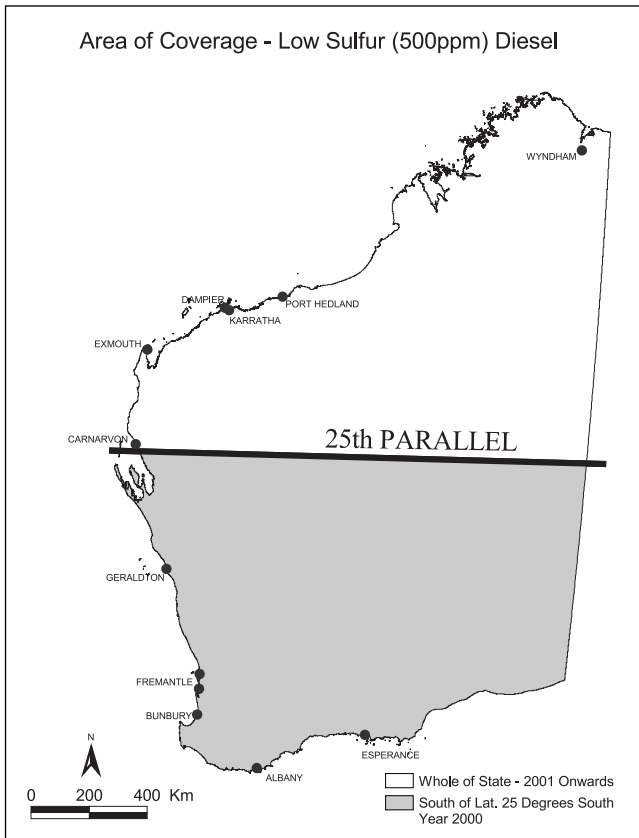 Area of Coverage - Low Sulfur (500ppm) Diesel
WYNDHAM
DAMPIER
PORT HEDLAND
KARRATHA
EXMOUTH
CARNARVON
25th PARALLEL
GERALDTON
FREMANTLE
BUNBURY
ESPERANCE
ALBANY
N
0 200 400 Km
Whole of State - 2001 Onwards
South of Lat. 25 Degrees South
Year 2000